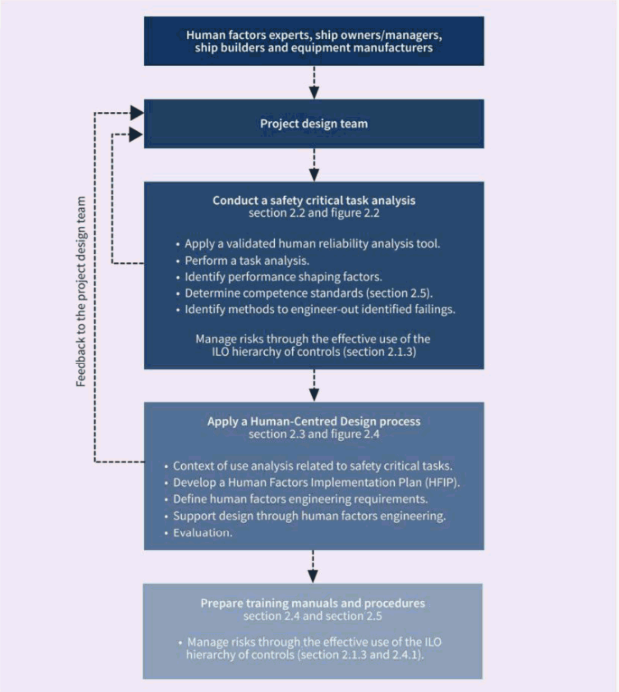 Human factors experts, ship owners/managers,
ship builders and equipment manufacturers
Project design team
Conduct a safety critical task analysis
section 2.2 and figure 2.2
• Apply a validated human reliability analysis tool.
• Perform a task analysis.
• Identify performance shaping factors.
• Determine competence standards (section 2.5).
• Identify methods to engineer-out identified failings.
Manage risks through the effective use of the
ILO hierarchy of controls (section 2.1.3)
Feedback to the project design team
Apply a Human-Centred Design process
section 2.3 and figure 2.4
• Context of use analysis related to safety critical tasks.
• Develop a Human Factors Implementation Plan (HFIP).
• Define human factors engineering requirements.
• Support design through human factors engineering.
• Evaluation.
Prepare training manuals and procedures
section 2.4 and section 2.5
• Manage risks through the effective use of the ILO
hierarchy of controls (section 2.1.3 and 2.4.1).